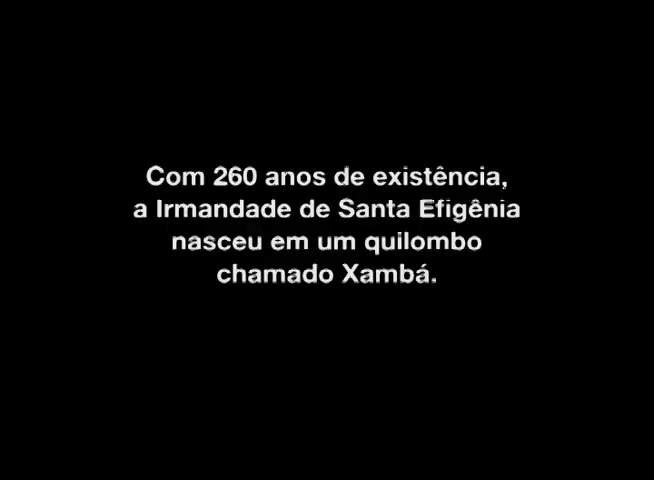 Com 260 anos de existência,
a Irmandade de Santa Efigênia
nasceu em um quilombo
chamado Xambá.